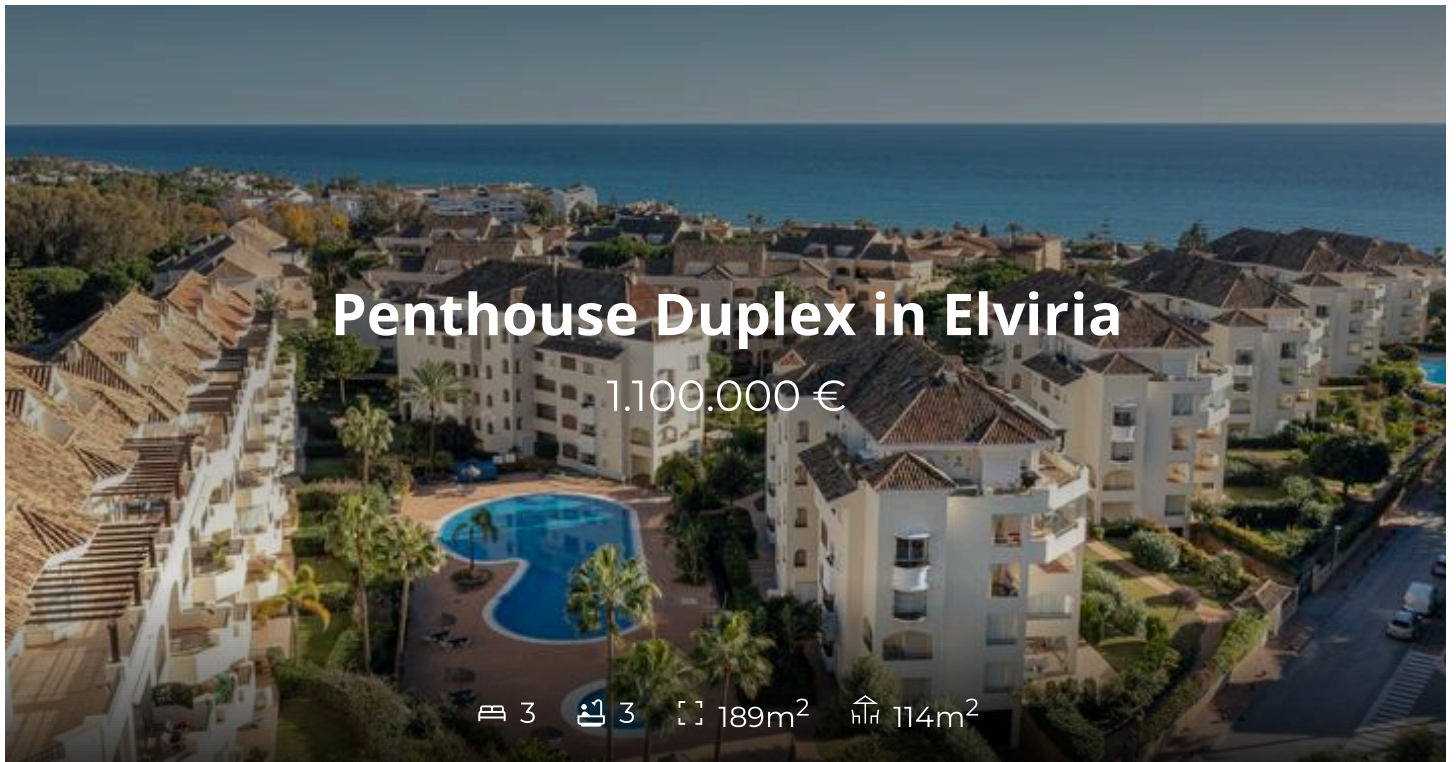 Penthouse Duplex in Elviria
1.100.000 €
3 3 189m² 114m²